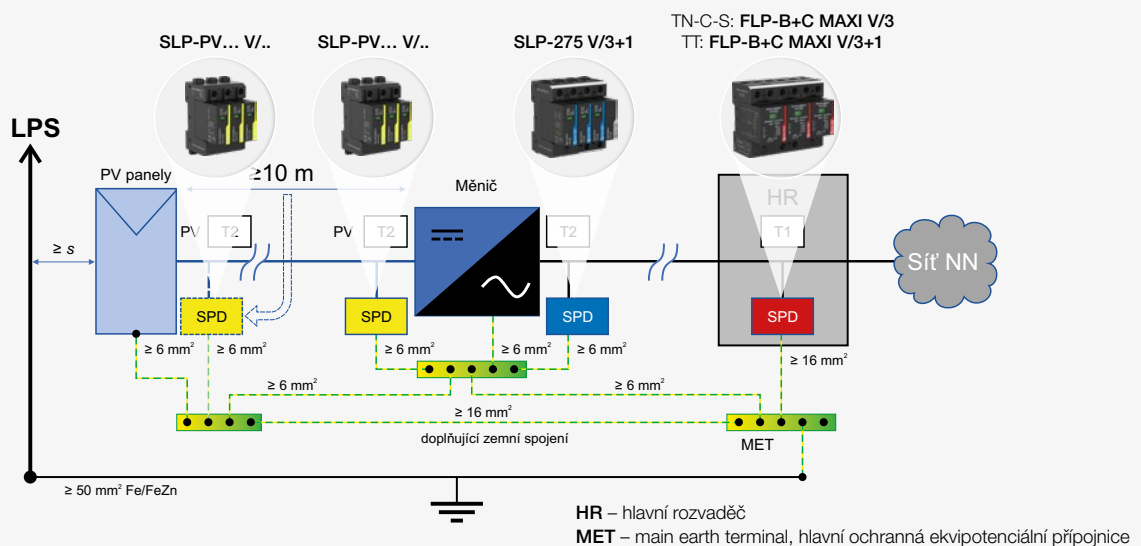 TN-C-S: FLP-B+C MAXI V/3
SLP-PV… V/..
SLP-PV… V/..
SLP-275 V/3+1
TT: FLP-B+C MAXI V/3+1
LPS
PV panely
≥10 m
Měnič
HR
PV T2
PV T2
T2
T1
≥ s
Síť NN
SPD
SPD
SPD
SPD
≥ 6 mm²
≥ 6 mm²
≥ 6 mm²
≥ 6 mm²
≥ 6 mm²
≥ 16 mm²
≥ 6 mm²
≥ 6 mm²
≥ 16 mm²
doplňující zemní spojení
MET
≥ 50 mm² Fe/FeZn
HR – hlavní rozvaděč
MET – main earth terminal, hlavní ochranná ekvipotenciální přípojnice